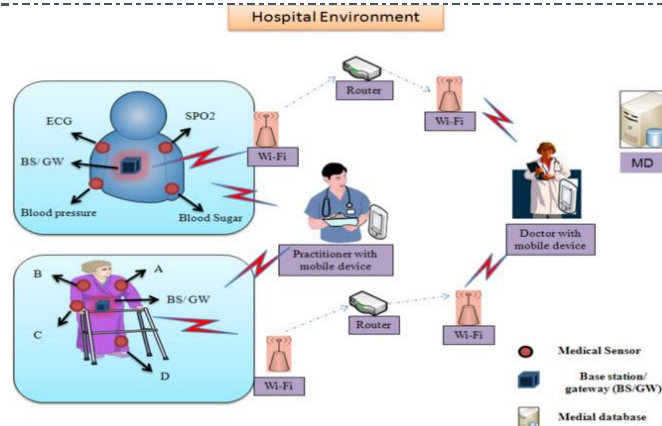 Hospital Environment
Router
Wi-Fi
Wi-Fi
ECG
SPO2
BS/GW
Blood pressure
Blood Sugar
MD
Practitioner with
mobile device
Doctor with
mobile device
B
A
BS/GW
C
D
Router
Wi-Fi
Wi-Fi
Medical Sensor
Base station/
gateway (BS/GW)
Medial database